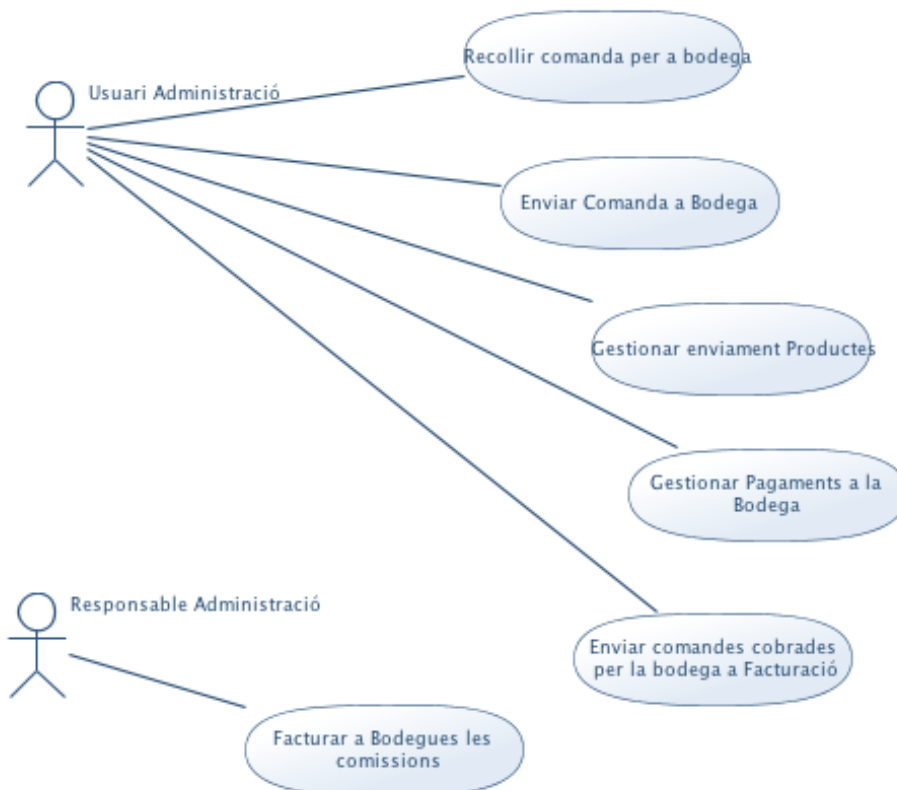 Recollir comanda per a bodega
Usuari Administració
Enviar Comanda a Bodega
Gestionar enviament Productes
Gestionar Pagaments a la
Bodega
Responsable Administració
Enviar comandes cobrades
per la bodega a Facturació
Facturar a Bodegues les
comissions